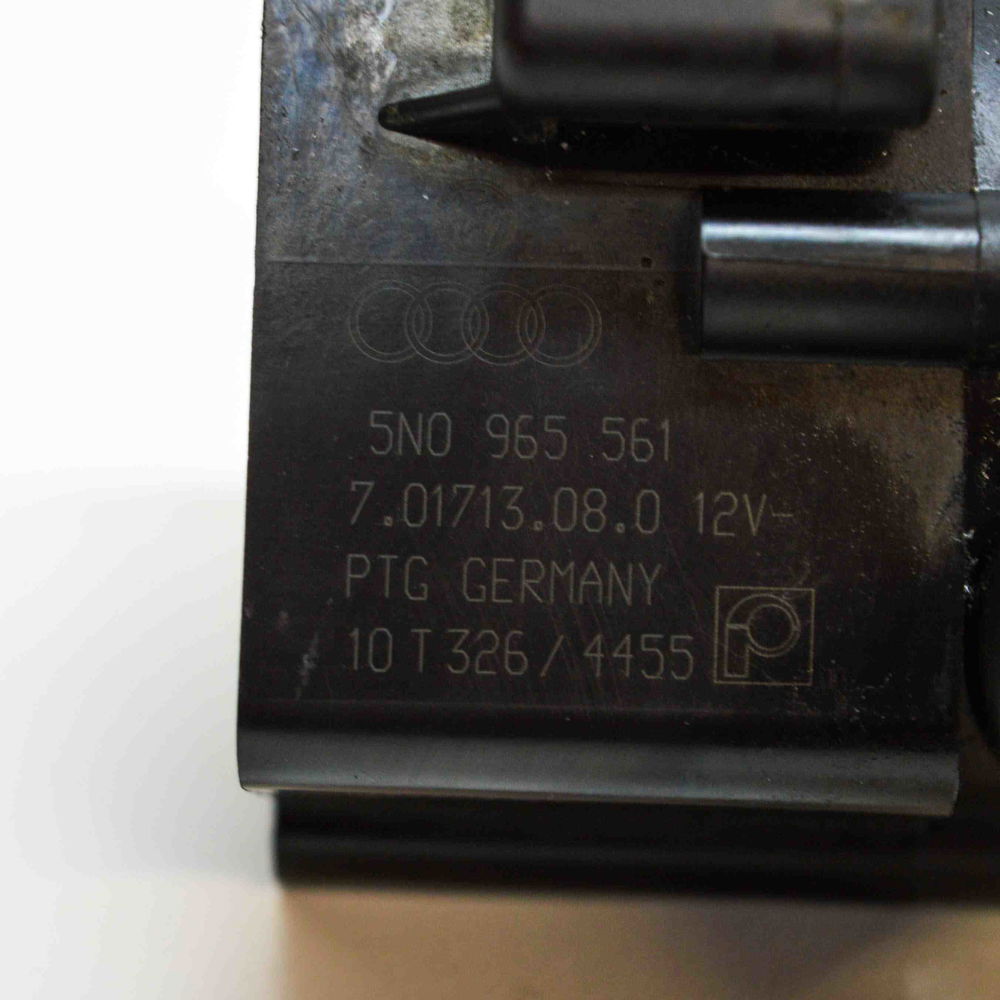 5N0 965 561
7.01713.08.0 12V-
PTG GERMANY
10 T 326 / 4455